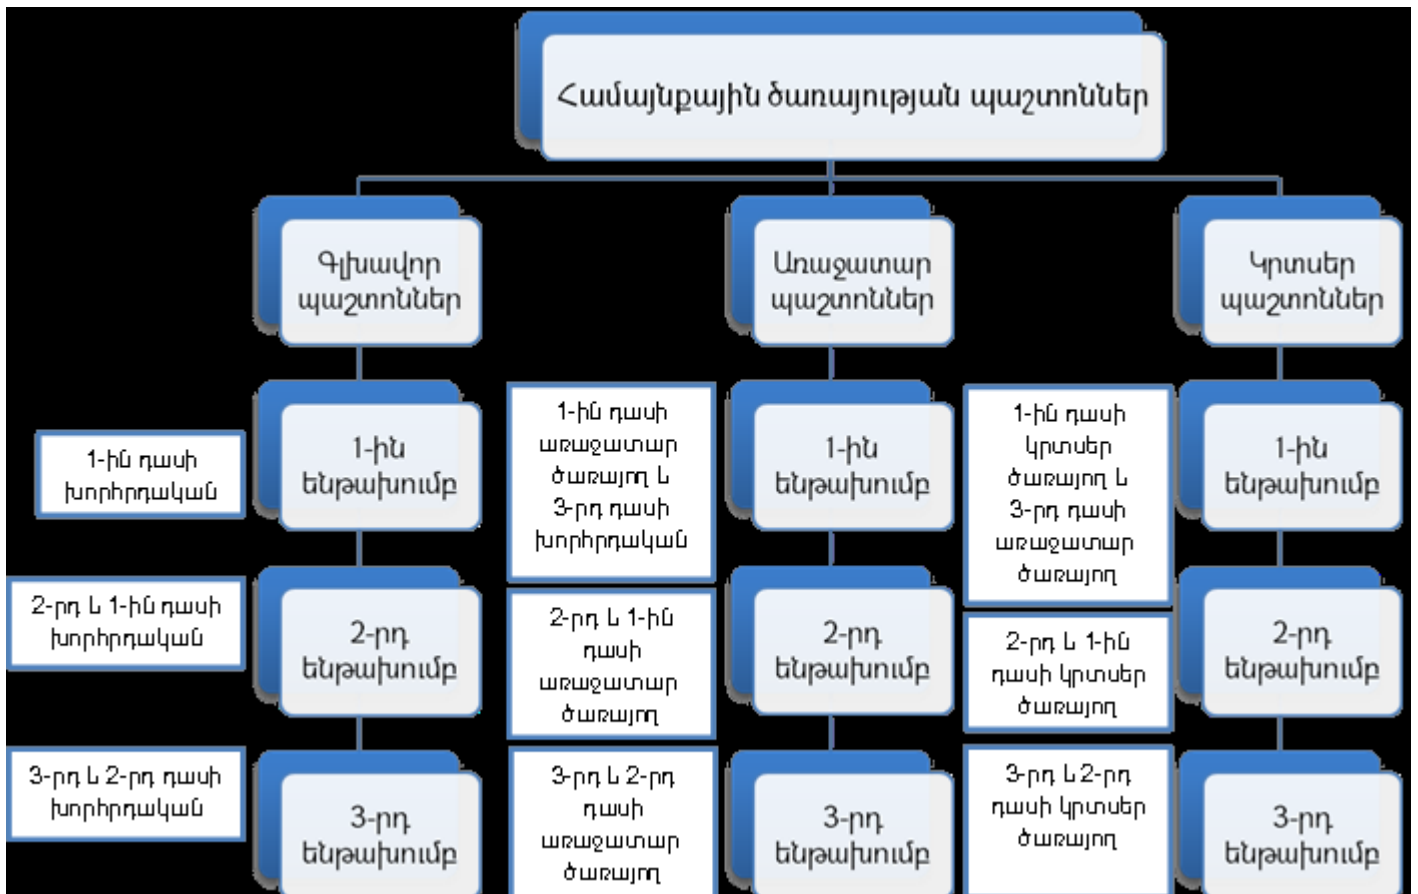 Համայնքային ծառայության պաշտոններ
Գլխավոր
պաշտոններ
1-ին դասի
խորհրդական
1-ին
ենթախումբ
2-րդ և 1-ին դասի
խորհրդական
2-րդ
ենթախումբ
3-րդ և 2-րդ դասի
խորհրդական
3-րդ
ենթախումբ
Առաջատար
պաշտոններ
1-ին դասի
առաջատար
ծառայող և
3-րդ դասի
խորհրդական
1-ին
ենթախումբ
2-րդ և 1-ին
դասի
առաջատար
ծառայող
2-րդ
ենթախումբ
3-րդ և 2-րդ
դասի
առաջատար
ծառայող
3-րդ
ենթախումբ
Կրտսեր
պաշտոններ
1-ին դասի
կրտսեր
ծառայող և
3-րդ դասի
առաջատար
ծառայող
1-ին
ենթախումբ
2-րդ և 1-ին
դասի կրտսեր
ծառայող
2-րդ
ենթախումբ
3-րդ և 2-րդ
դասի կրտսեր
ծառայող
3-րդ
ենթախումբ